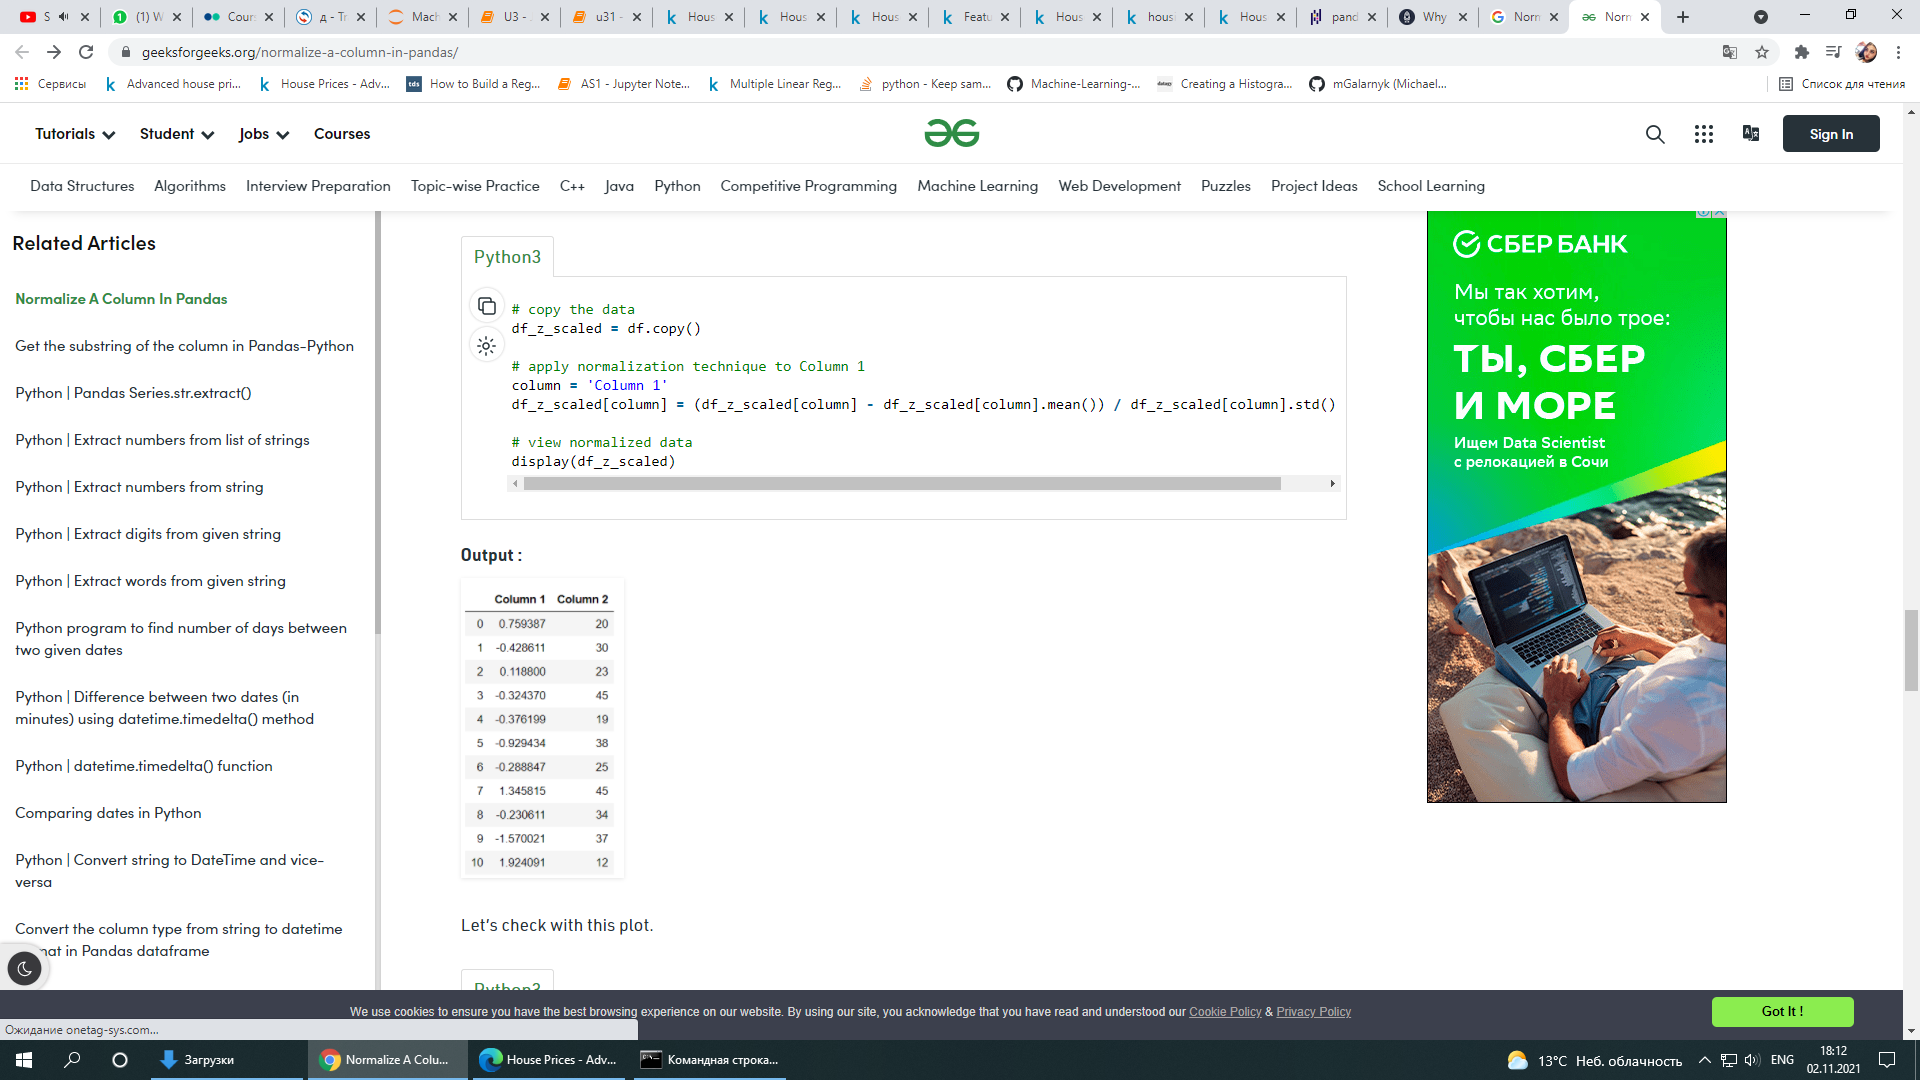 S
(1) W
Cour
д - Tr
Mach
U3 -
u31 -
Hous
Hous
Hous
Featu
Hous
housi
Hous
pand
Why
Norn
Norn
geeksforgeeks.org/normalize-a-column-in-pandas/
Сервисы
Advanced house pri...
House Prices - Adv...
tds
How to Build a Reg...
AS1 - Jupyter Note...
Multiple Linear Reg...
python - Keep sam...
Machine-Learning-...
Creating a Histogra...
mGalarnyk (Michael...
Список для чтения
Tutorials
Student
Jobs
Courses
Sign In
Data Structures
Algorithms
Interview Preparation
Topic-wise Practice
C++
Java
Python
Competitive Programming
Machine Learning
Web Development
Puzzles
Project Ideas
School Learning
Related Articles
Normalize A Column In Pandas
Get the substring of the column in Pandas-Python
Python | Pandas Series.str.extract()
Python | Extract numbers from list of strings
Python | Extract numbers from string
Python | Extract digits from given string
Python | Extract words from given string
Python program to find number of days between
two given dates
Python | Difference between two dates (in
minutes) using datetime.timedelta() method
Python | datetime.timedelta() function
Comparing dates in Python
Python | Convert string to DateTime and vice-
versa
Convert the column type from string to datetime
mat in Pandas dataframe
Python3
# copy the data
df_z_scaled = df.copy()
# apply normalization technique to Column 1
column = 'Column 1'
df_z_scaled[column] = (df_z_scaled[column] - df_z_scaled[column].mean()) / df_z_scaled[column].std()
# view normalized data
display(df_z_scaled)
Output :
Column 1 Column 2
0 0.759387 20
1 -0.428611 30
2 0.118800 23
3 -0.324370 45
4 -0.376199 19
5 -0.929434 38
6 -0.288847 25
7 1.345815 45
8 -0.230611 34
9 -1.570021 37
10 1.924091 12
Let's check with this plot.
Python3
СБЕР БАНК
Мы так хотим,
чтобы нас было трое:
ТЫ, СБЕР
И МОРЕ
Ищем Data Scientist
с релокацией в Сочи
We use cookies to ensure you have the best browsing experience on our website. By using our site, you acknowledge that you have read and understood our Cookie Policy & Privacy Policy
Got It !
Ожидание onetag-sys.com...
Загрузки
Normalize A Colu...
House Prices - Adv...
Командная строка...
13°C Неб. облачность
ENG
18:12
02.11.2021